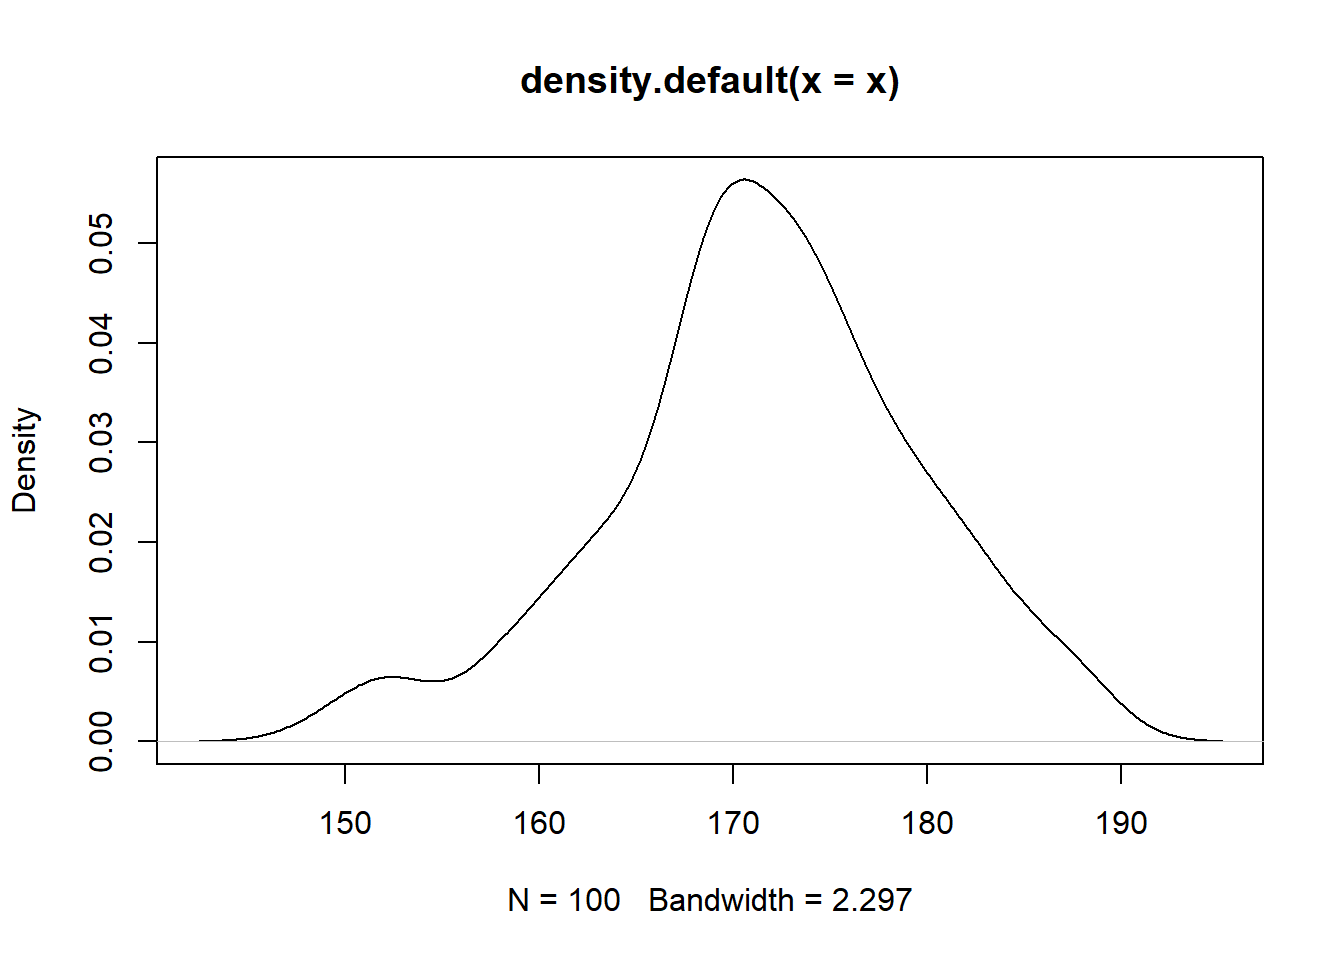 density.default(x = x)
Density
0.00 0.01 0.02 0.03 0.04 0.05
150 160 170 180 190
N = 100   Bandwidth = 2.297